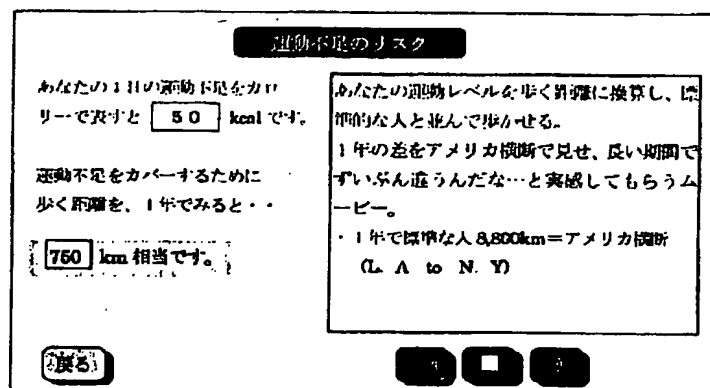 運動不足のリスク
あなたの1日の運動不足をカロ
リーで表すと 50 kcalです。
運動不足をカバーするために
歩く距離を、1年でみると・・
750 km 相当です。
あなたの運動レベルを歩く距離に換算し、標
準的な人と並んで歩かせる。
1年の差をアメリカ横断で見せ、長い期間で
ずいぶん違うんだな…と実感してもらうム
ービー。
・1年で標準な人8,800km＝アメリカ横断
(L. A to N. Y)
戻る